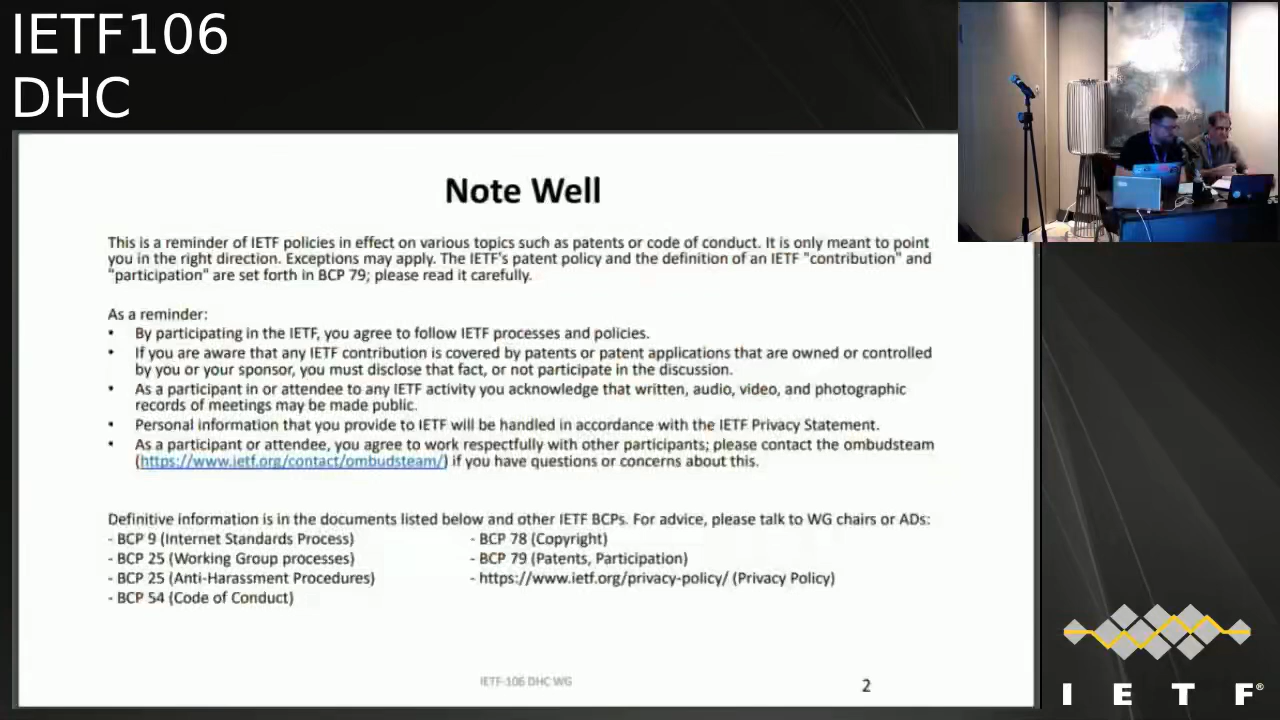 IETF106
DHC
Note Well
This is a reminder of IETF policies in effect on various topics such as patents or code of conduct. It is only meant to point
you in the right direction. Exceptions may apply. The IETF's patent policy and the definition of an IETF "contribution" and
"participation" are set forth in BCP 79; please read it carefully.
As a reminder:
• By participating in the IETF, you agree to follow IETF processes and policies.
• If you are aware that any IETF contribution is covered by patents or patent applications that are owned or controlled
by you or your sponsor, you must disclose that fact, or not participate in the discussion.
• As a participant in or attendee to any IETF activity you acknowledge that written, audio, video, and photographic
records of meetings may be made public.
• Personal information that you provide to IETF will be handled in accordance with the IETF Privacy Statement.
• As a participant or attendee, you agree to work respectfully with other participants; please contact the ombudsteam
(https://www.ietf.org/contact/ombudsteam/) if you have questions or concerns about this.
Definitive information is in the documents listed below and other IETF BCPs. For advice, please talk to WG chairs or ADs:
- BCP 9 (Internet Standards Process)
- BCP 25 (Working Group processes)
- BCP 25 (Anti-Harassment Procedures)
- BCP 54 (Code of Conduct)
- BCP 78 (Copyright)
- BCP 79 (Patents, Participation)
- https://www.ietf.org/privacy-policy/ (Privacy Policy)
IETF-106 DHC WG
2
I E T F®